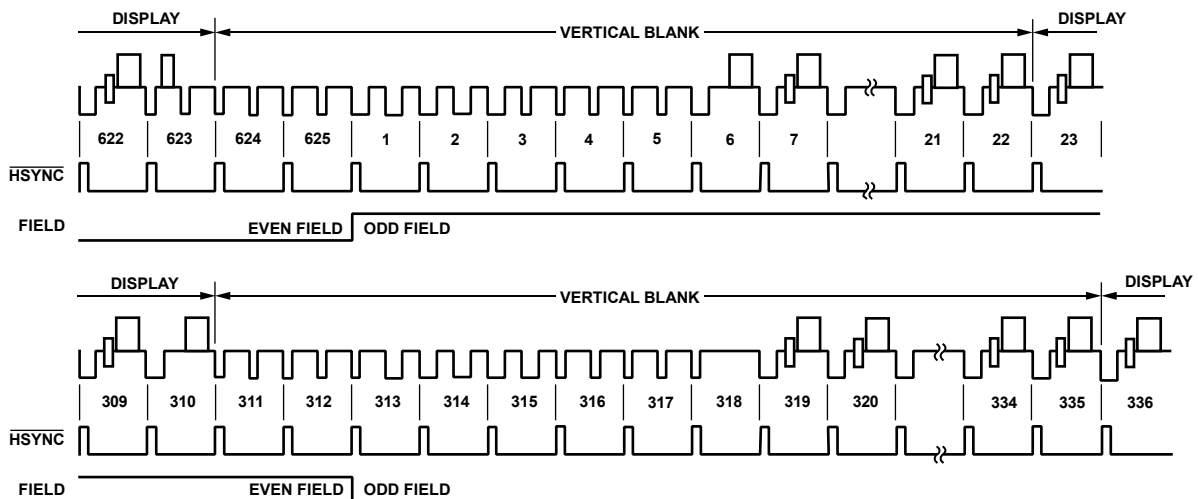 DISPLAY VERTICAL BLANK DISPLAY
622 623 624 625 1 2 3 4 5 6 7 21 22 23
HSYNC
FIELD EVEN FIELD ODD FIELD
DISPLAY VERTICAL BLANK DISPLAY
309 310 311 312 313 314 315 316 317 318 319 320 334 335 336
HSYNC
FIELD EVEN FIELD ODD FIELD